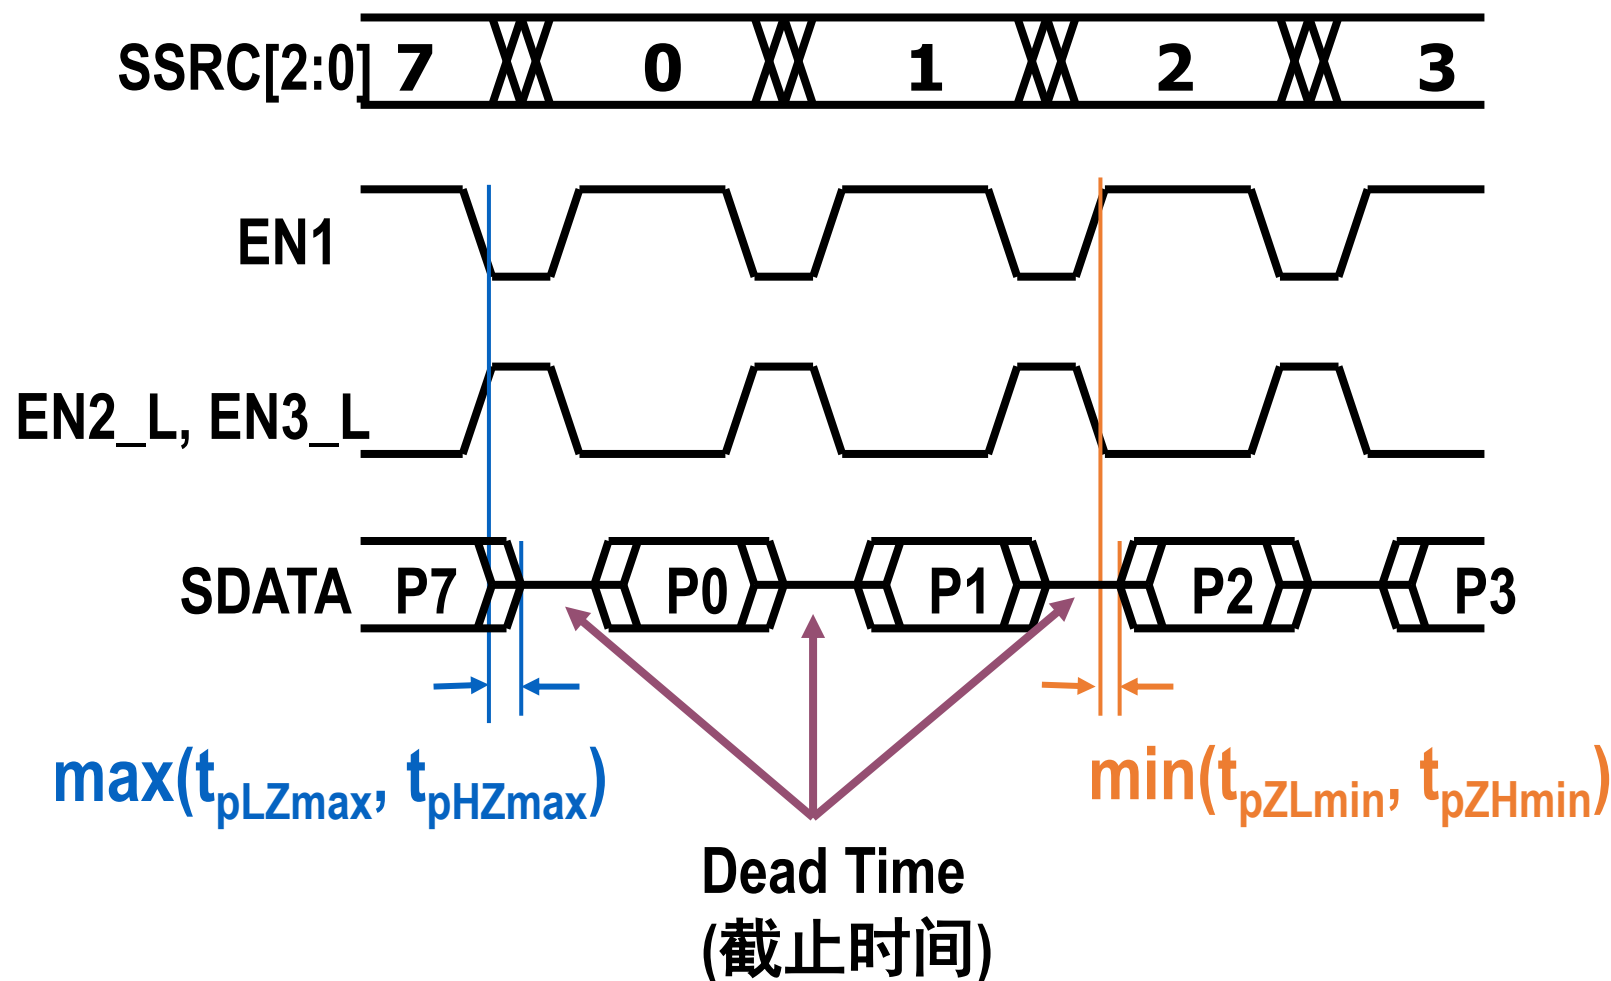 SSRC[2:0] 7 0 1 2 3
EN1
EN2_L, EN3_L
SDATA P7 P0 P1 P2 P3
max(tpLZmax, tpHZmax)
min(tpZLmin, tpZHmin)
Dead Time
(截止时间)